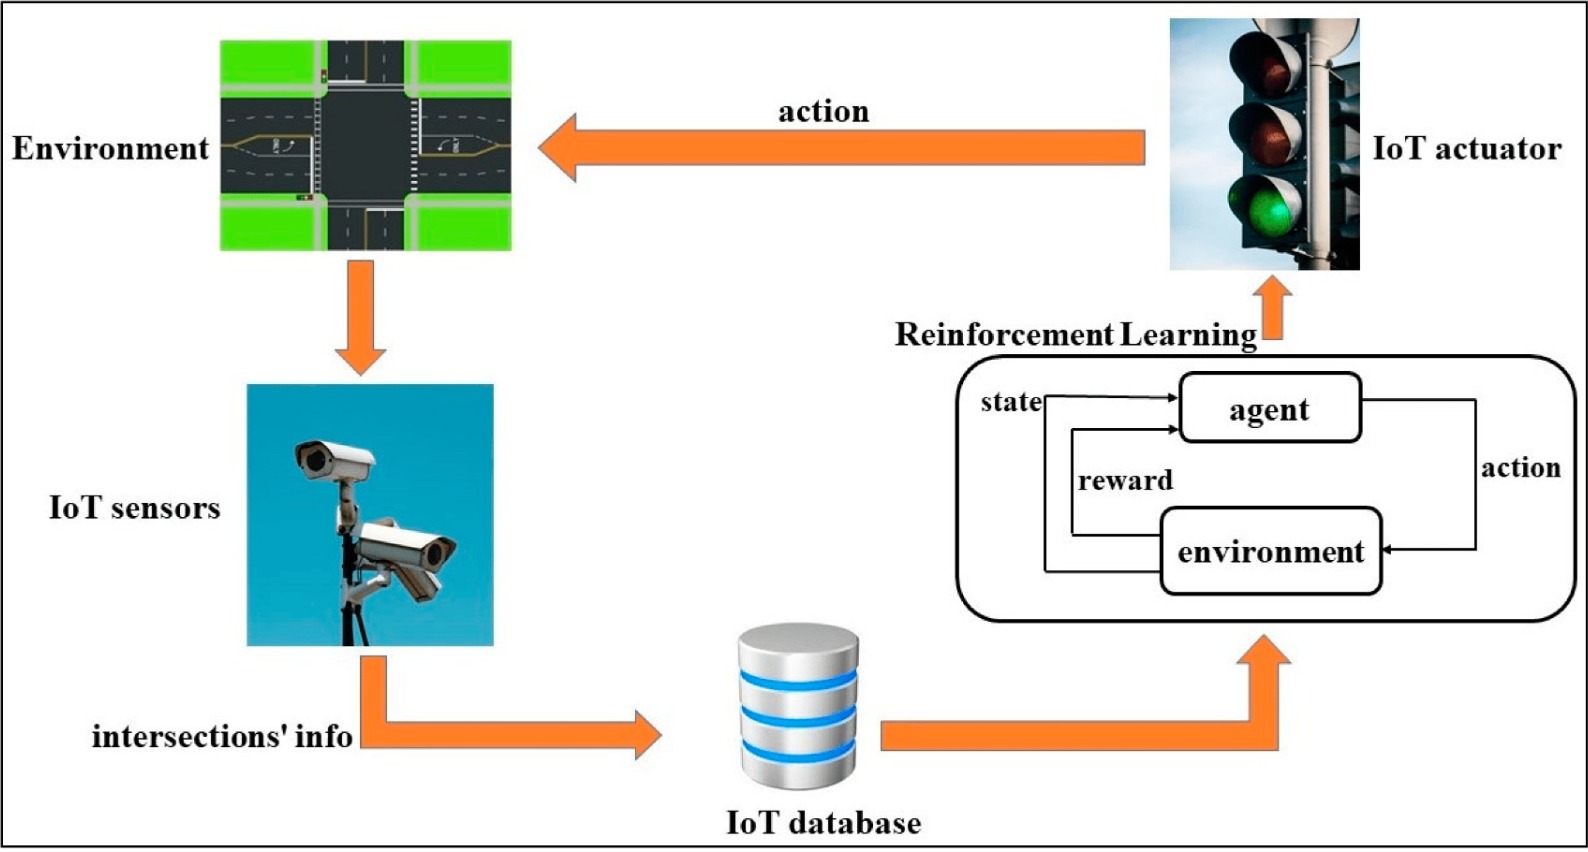 action
Environment
IoT actuator
Reinforcement Learning
state
agent
reward
action
IoT sensors
environment
intersections' info
IoT database